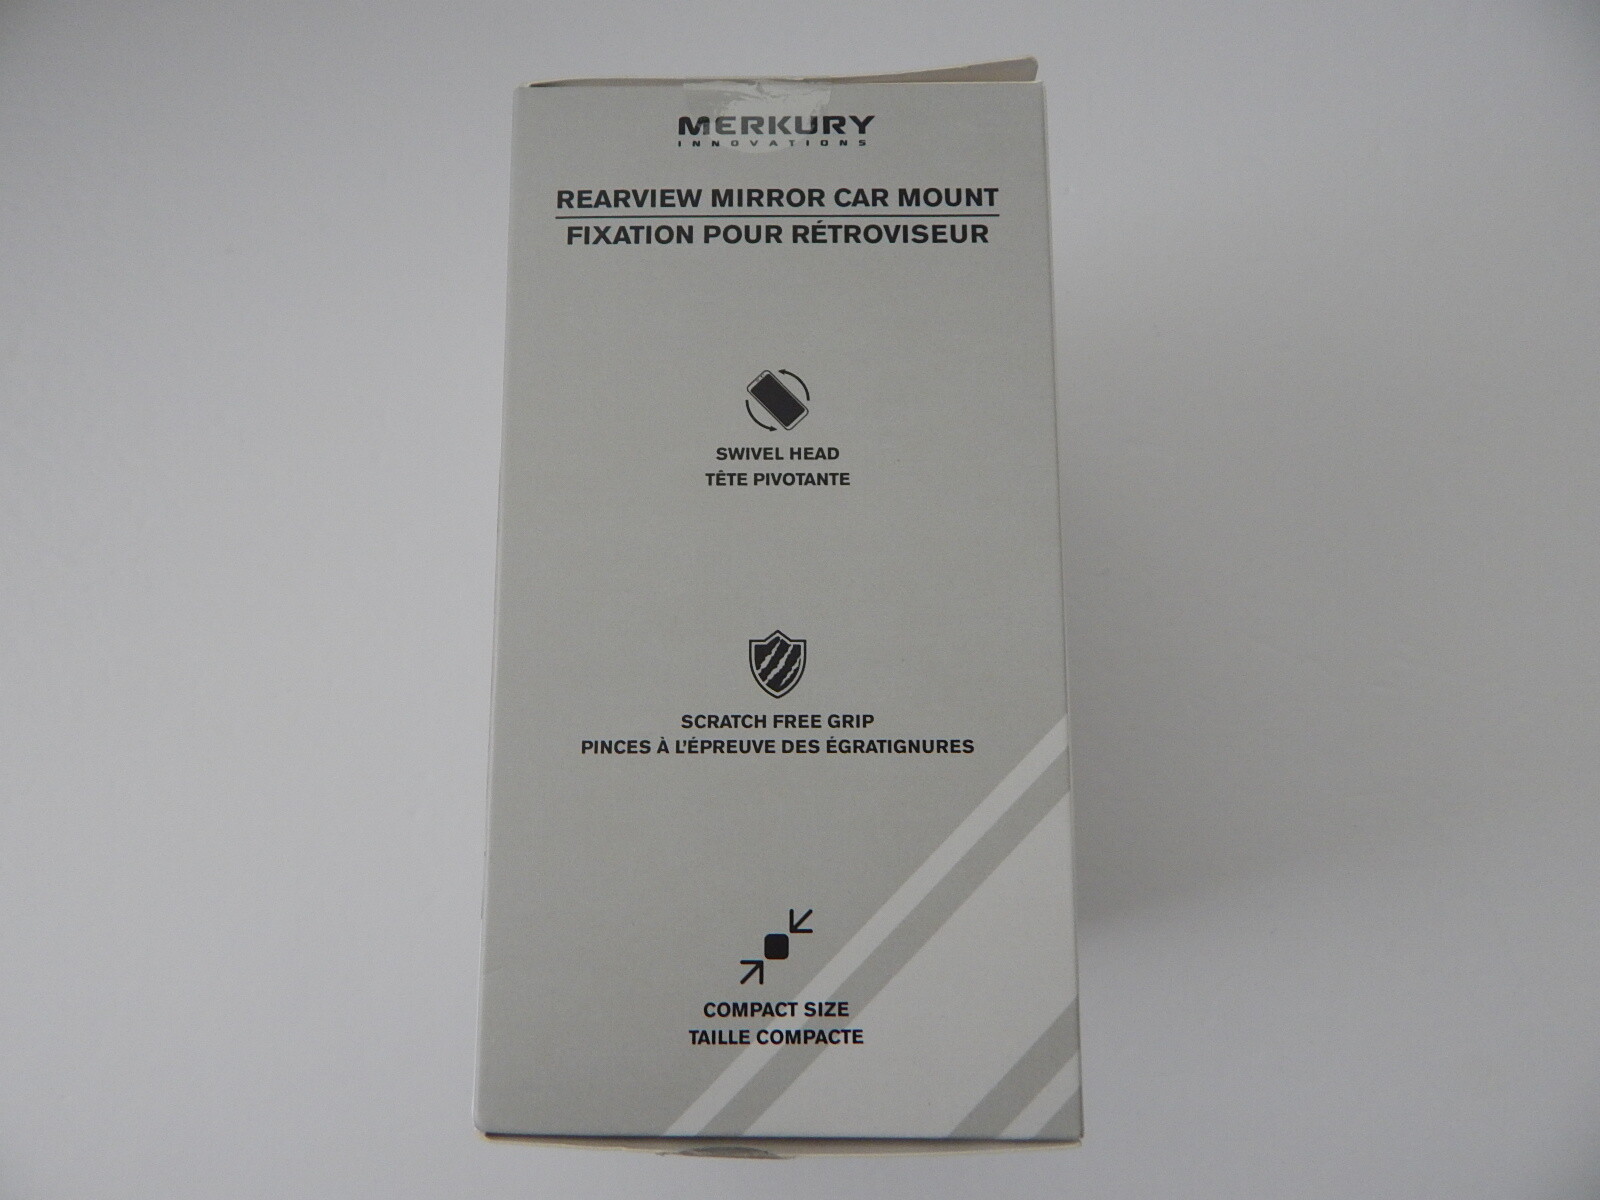 MERKURY
INNOVATIONS
REARVIEW MIRROR CAR MOUNT
FIXATION POUR RÉTROVISEUR
SWIVEL HEAD
TÊTE PIVOTANTE
SCRATCH FREE GRIP
PINCES À L'ÉPREUVE DES ÉGRATIGNURES
COMPACT SIZE
TAILLE COMPACTE